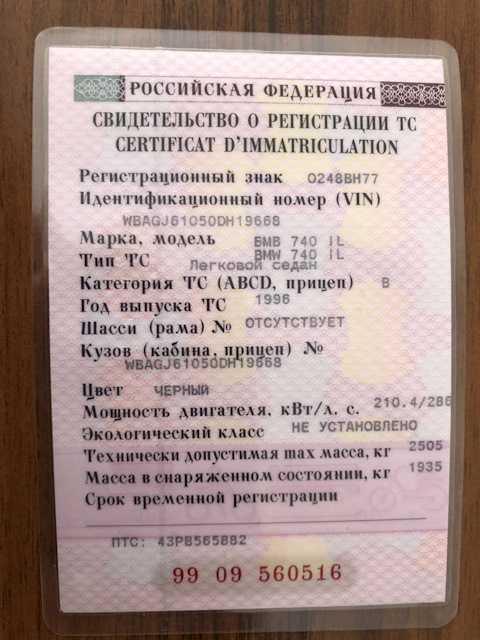 РОССИЙСКАЯ ФЕДЕРАЦИЯ
СВИДЕТЕЛЬСТВО О РЕГИСТРАЦИИ ТС
CERTIFICAT D'IMMATRICULATION
Регистрационный знак О248ВН77
Идентификационный номер (VIN)
WBAGJ61050DH19668
Марка, модель БМВ 740 IL
BMW 740 IL
Тип ТС Легковой седан
Категория ТС (ABCD, прицеп) B
Год выпуска ТС 1996
Шасси (рама) № ОТСУТСТВУЕТ
Кузов (кабина, прицеп) №
WBAGJ61050DH19668
Цвет ЧЕРНЫЙ
Мощность двигателя, кВт/л. с. 210.4/286
Экологический класс НЕ УСТАНОВЛЕНО
Технически допустимая max масса, кг 2505
Масса в снаряженном состоянии, кг 1935
Срок временной регистрации
ПТС: 43РВ565882
99 09 560516